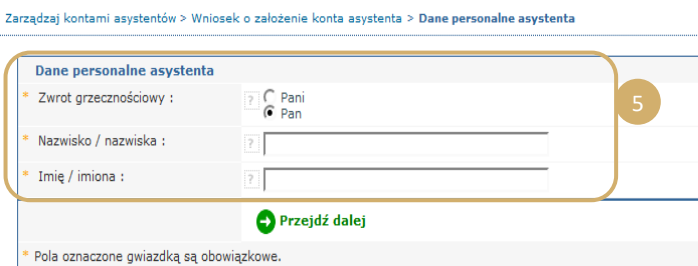 Zarządzaj kontami asystentów > Wniosek o założenie konta asystenta > Dane personalne asystenta
Dane personalne asystenta
* Zwrot grzecznościowy : ? Pani
Pan
5
* Nazwisko / nazwiska : ?
* Imię / imiona : ?
Przejdź dalej
* Pola oznaczone gwiazdką są obowiązkowe.